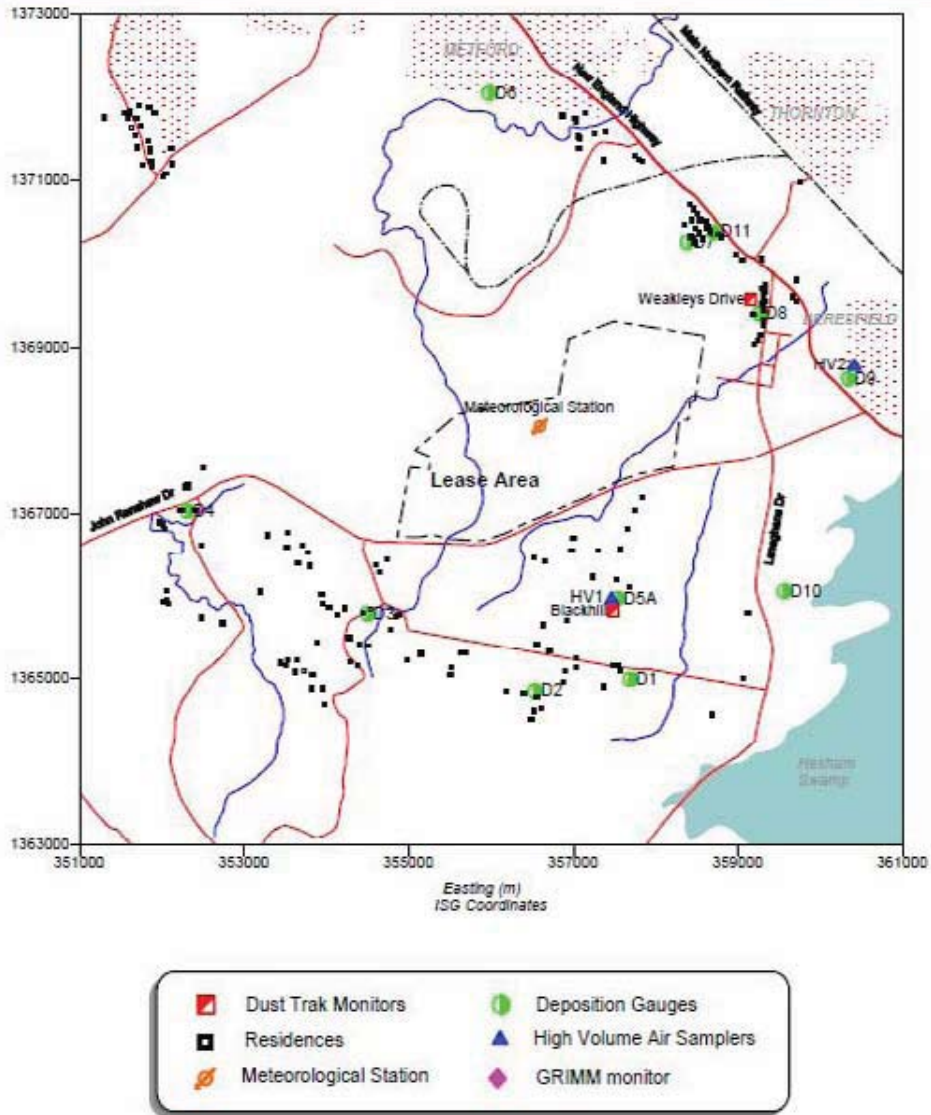 1373000
METFORD
New England Highway
Main Northern Railway
D6
THORNTON
1371000
D11
D7
Weakleys Drive
D8
BERESFIELD
1369000
HV2
D9
Meteorological Station
Lease Area
John Renshaw Dr
D4
1367000
Lenaghans Dr
HV1
D5A
D10
Blackhill
D3
1365000
D2
D1
Hexham
Swamp
1363000
351000 353000 355000 357000 359000 361000
Easting (m)
ISG Coordinates
Dust Trak Monitors
Deposition Gauges
Residences
High Volume Air Samplers
Meteorological Station
GRIMM monitor